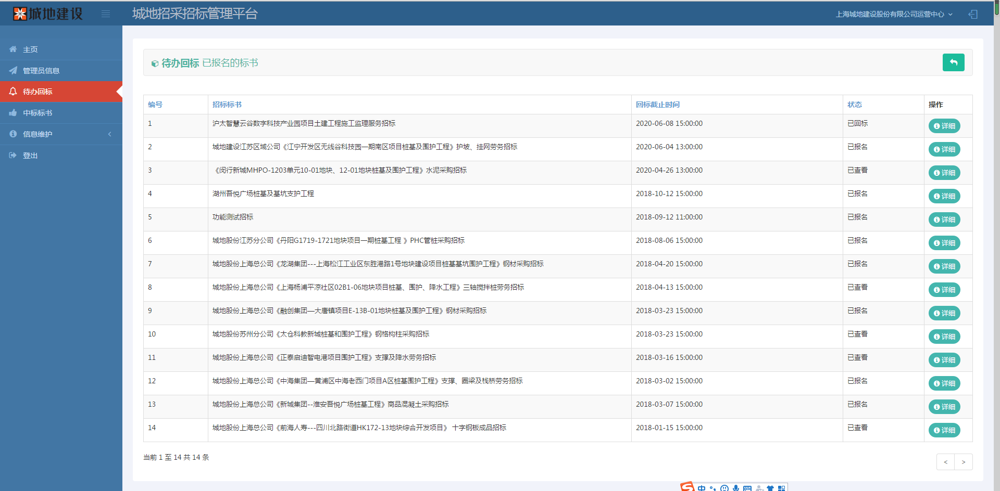 城地建设
城地招采招标管理平台
上海城地建设股份有限公司运营中心
主页
管理员信息
待办回标
中标标书
信息维护
登出
待办回标 已报名的标书
编号 招标标书 回标截止时间 状态 操作
1 沪太智慧云谷数字科技产业园项目土建工程施工监理服务招标 2020-06-08 15:00:00 已回标 详细
2 城地建设江苏区域公司《江宁开发区无线谷科技园一期南区项目桩基及围护工程》护坡、挂网劳务招标 2020-06-04 13:00:00 已报名 详细
3 《闵行新城MHPO-1203单元10-01地块、12-01地块桩基及围护工程》水泥采购招标 2020-04-26 13:00:00 已查看 详细
4 湖州吾悦广场桩基及基坑支护工程 2018-10-12 15:00:00 已报名 详细
5 功能测试招标 2018-09-12 11:00:00 已报名 详细
6 城地股份江苏分公司《丹阳G1719-1721地块项目一期桩基工程 》PHC管桩采购招标 2018-08-06 15:00:00 已报名 详细
7 城地股份上海总公司《龙湖集团---上海松江工业区东胜港路1号地块建设项目桩基基坑围护工程》钢材采购招标 2018-04-20 15:00:00 已报名 详细
8 城地股份上海总公司《上海杨浦平凉社区02B1-06地块项目桩基、围护、降水工程》三轴搅拌桩劳务招标 2018-04-13 15:00:00 已查看 详细
9 城地股份上海总公司《融创集团—大唐镇项目E-13B-01地块桩基及围护工程》钢材采购招标 2018-03-23 15:00:00 已报名 详细
10 城地股份苏州分公司《太仓科教新城桩基和围护工程》钢格构柱采购招标 2018-03-23 15:00:00 已查看 详细
11 城地股份上海总公司《正泰启迪智电港项目围护工程》支撑及降水劳务招标 2018-03-16 15:00:00 已查看 详细
12 城地股份上海总公司《中海集团—黄浦区中海老西门项目A区桩基围护工程》支撑、圈梁及栈桥劳务招标 2018-03-02 15:00:00 已报名 详细
13 城地股份上海总公司《新城集团--淮安吾悦广场桩基工程》商品混凝土采购招标 2018-03-07 15:00:00 已报名 详细
14 城地股份上海总公司《前海人寿---四川北路街道HK172-13地块综合开发项目》 十字钢板成品招标 2018-01-15 15:00:00 已查看 详细
当前 1 至 14 共 14 条
< >
中